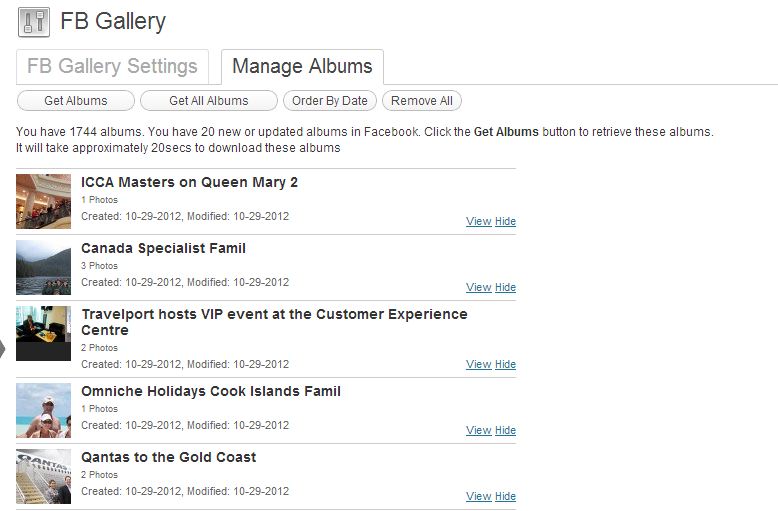 FB Gallery
FB Gallery Settings
Manage Albums
Get Albums
Get All Albums
Order By Date
Remove All
You have 1744 albums. You have 20 new or updated albums in Facebook. Click the Get Albums button to retrieve these albums.
It will take approximately 20secs to download these albums
ICCA Masters on Queen Mary 2
1 Photos
Created: 10-29-2012, Modified: 10-29-2012
View Hide
Canada Specialist Famil
3 Photos
Created: 10-29-2012, Modified: 10-29-2012
View Hide
Travelport hosts VIP event at the Customer Experience
Centre
2 Photos
Created: 10-29-2012, Modified: 10-29-2012
View Hide
Omniche Holidays Cook Islands Famil
1 Photos
Created: 10-29-2012, Modified: 10-29-2012
View Hide
QANTAS
Qantas to the Gold Coast
2 Photos
Created: 10-29-2012, Modified: 10-29-2012
View Hide